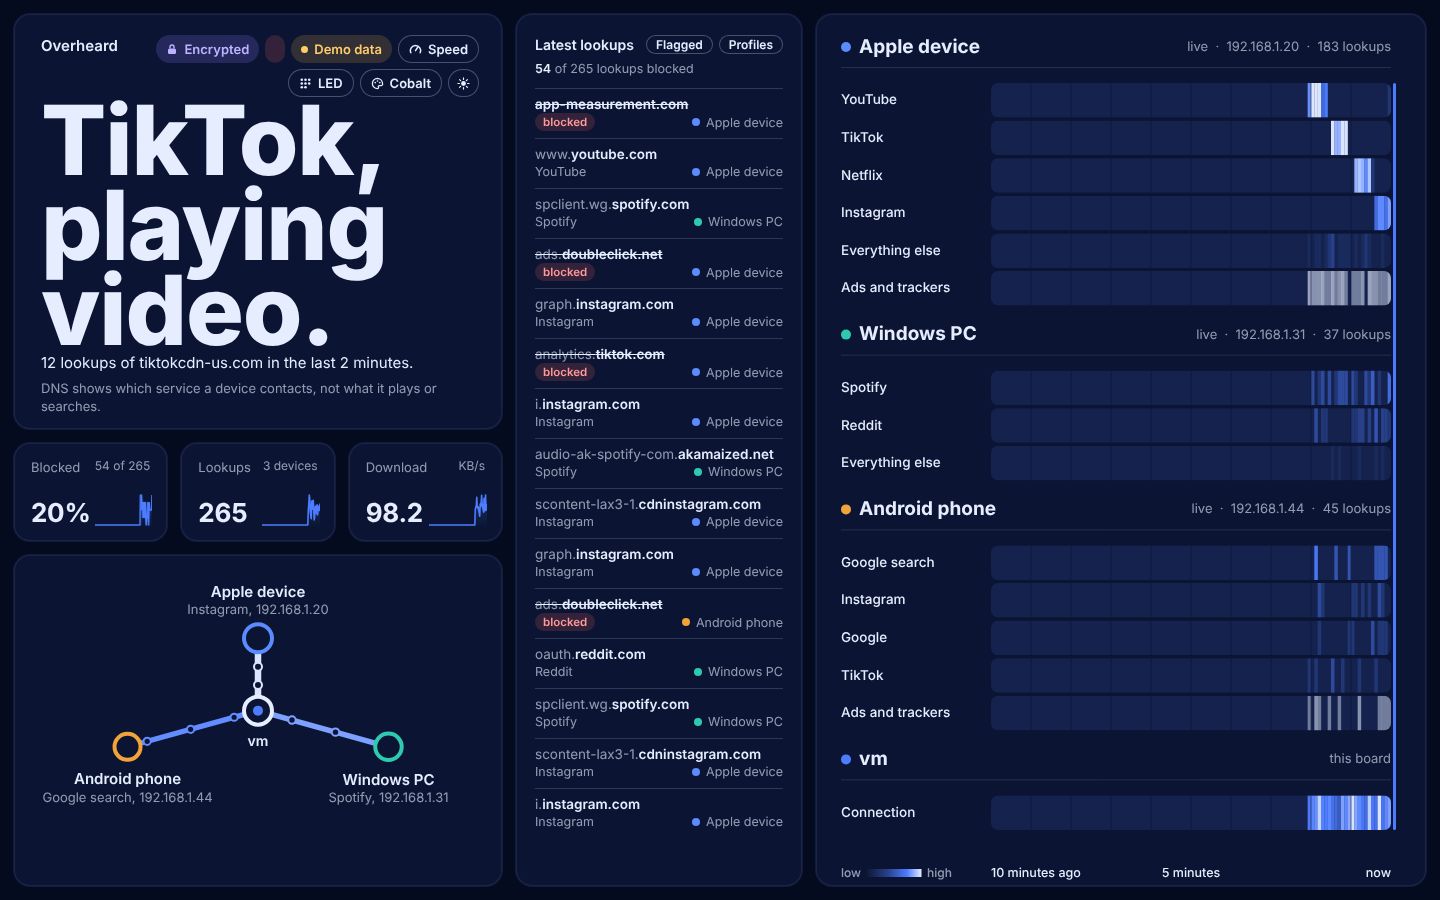 Overheard
Encrypted
Demo data
Speed
LED
Cobalt
TikTok,
playing
video.
12 lookups of tiktokcdn-us.com in the last 2 minutes.
DNS shows which service a device contacts, not what it plays or
searches.
Blocked 54 of 265
20%
Lookups 3 devices
265
Download KB/s
98.2
Apple device
Instagram, 192.168.1.20
vm
Android phone
Google search, 192.168.1.44
Windows PC
Spotify, 192.168.1.31
Latest lookups Flagged Profiles
54 of 265 lookups blocked
app-measurement.com
blocked Apple device
www.youtube.com
YouTube Apple device
spclient.wg.spotify.com
Spotify Windows PC
ads.doubleclick.net
blocked Apple device
graph.instagram.com
Instagram Apple device
analytics.tiktok.com
blocked Apple device
i.instagram.com
Instagram Apple device
audio-ak-spotify-com.akamaized.net
Spotify Windows PC
scontent-lax3-1.cdninstagram.com
Instagram Apple device
graph.instagram.com
Instagram Apple device
ads.doubleclick.net
blocked Android phone
oauth.reddit.com
Reddit Windows PC
spclient.wg.spotify.com
Spotify Windows PC
scontent-lax3-1.cdninstagram.com
Instagram Apple device
i.instagram.com
Instagram Apple device
Apple device live · 192.168.1.20 · 183 lookups
YouTube
TikTok
Netflix
Instagram
Everything else
Ads and trackers
Windows PC live · 192.168.1.31 · 37 lookups
Spotify
Reddit
Everything else
Android phone live · 192.168.1.44 · 45 lookups
Google search
Instagram
Google
TikTok
Ads and trackers
vm this board
Connection
low high 10 minutes ago 5 minutes now